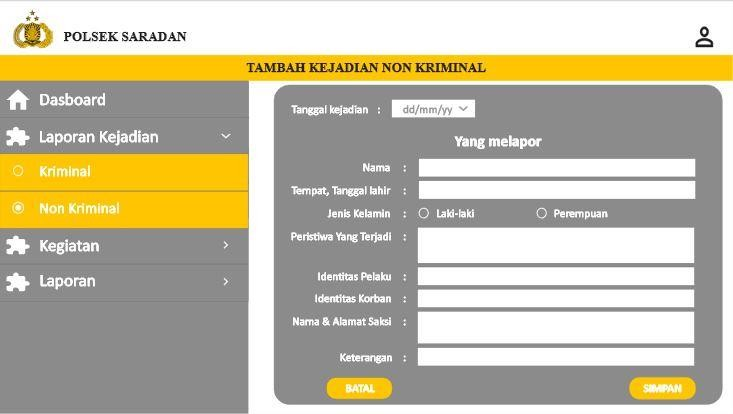 POLSEK SARADAN
TAMBAH KEJADIAN NON KRIMINAL
Dasboard
Laporan Kejadian
Kriminal
Non Kriminal
Kegiatan
Laporan
Tanggal kejadian : dd/mm/yy
Yang melapor
Nama :
Tempat, Tanggal lahir :
Jenis Kelamin : Laki-laki Perempuan
Peristiwa Yang Terjadi :
Identitas Pelaku :
Identitas Korban :
Nama & Alamat Saksi :
Keterangan :
BATAL SIMPAN